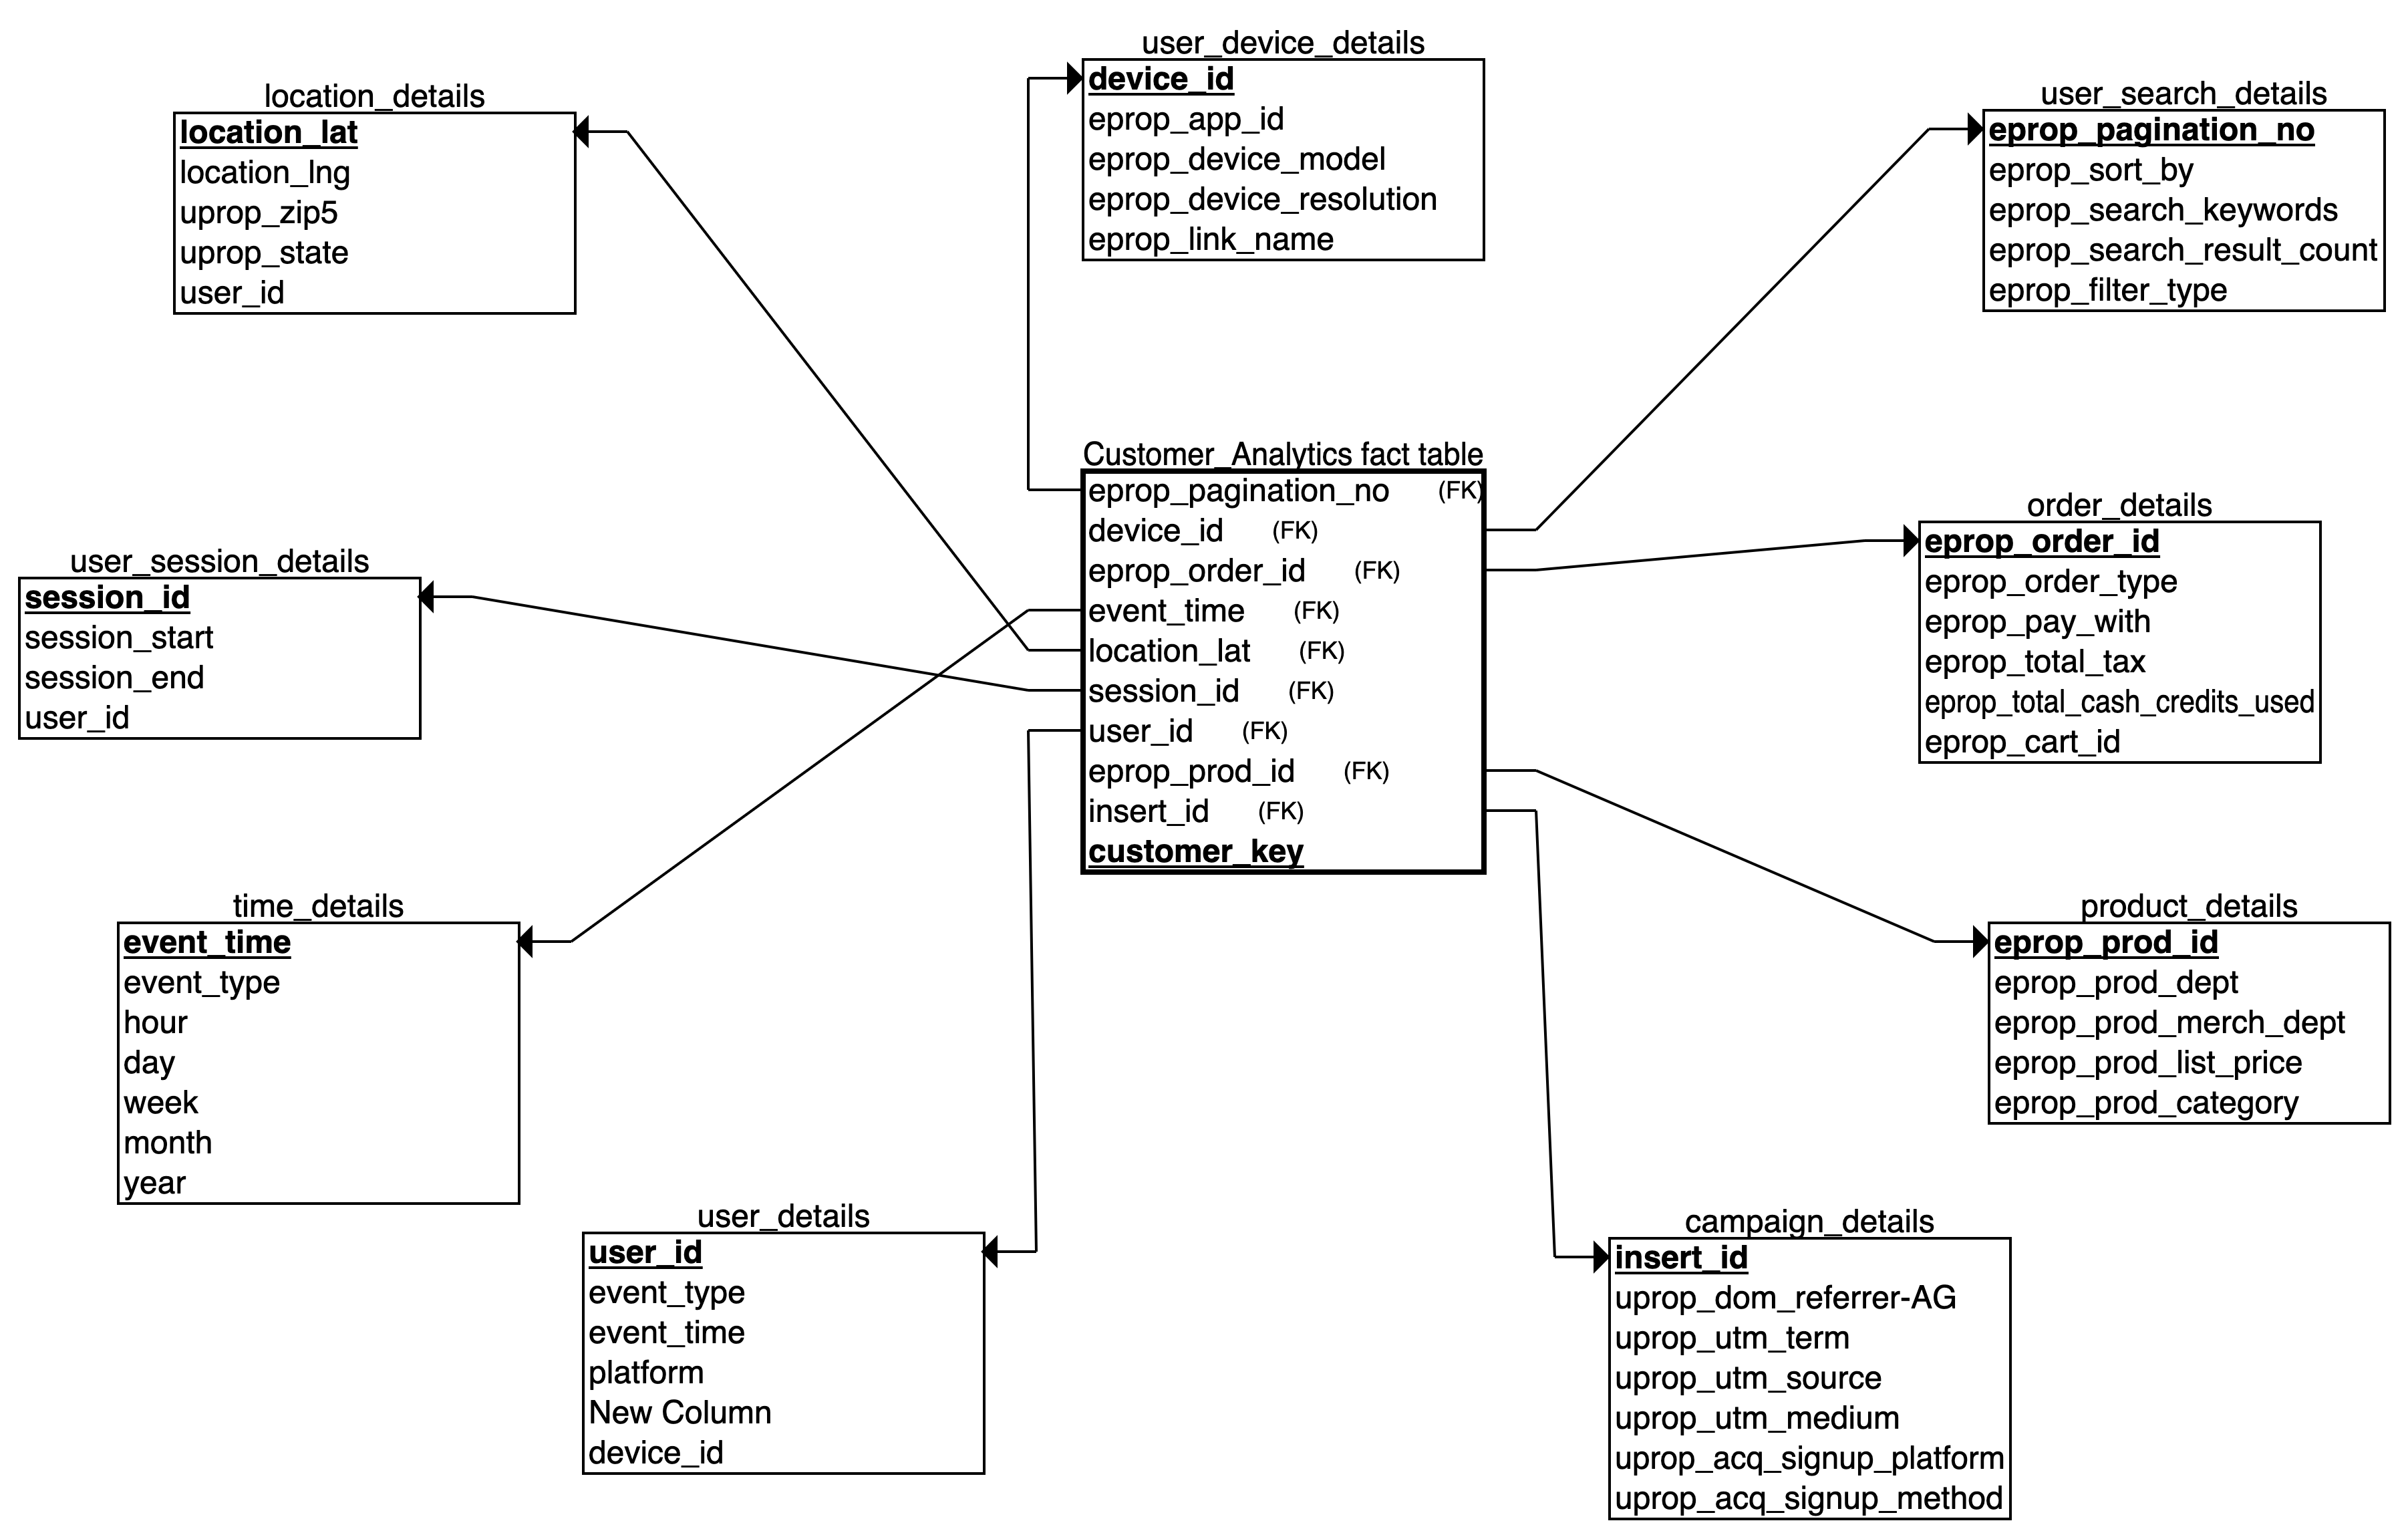 user_device_details
device_id
eprop_app_id
eprop_device_model
eprop_device_resolution
eprop_link_name
location_details
location_lat
location_lng
uprop_zip5
uprop_state
user_id
user_search_details
eprop_pagination_no
eprop_sort_by
eprop_search_keywords
eprop_search_result_count
eprop_filter_type
Customer_Analytics fact table
eprop_pagination_no (FK)
device_id (FK)
eprop_order_id (FK)
event_time (FK)
location_lat (FK)
session_id (FK)
user_id (FK)
eprop_prod_id (FK)
insert_id (FK)
customer_key
order_details
eprop_order_id
eprop_order_type
eprop_pay_with
eprop_total_tax
eprop_total_cash_credits_used
eprop_cart_id
user_session_details
session_id
session_start
session_end
user_id
time_details
event_time
event_type
hour
day
week
month
year
product_details
eprop_prod_id
eprop_prod_dept
eprop_prod_merch_dept
eprop_prod_list_price
eprop_prod_category
user_details
user_id
event_type
event_time
platform
New Column
device_id
campaign_details
insert_id
uprop_dom_referrer-AG
uprop_utm_term
uprop_utm_source
uprop_utm_medium
uprop_acq_signup_platform
uprop_acq_signup_method